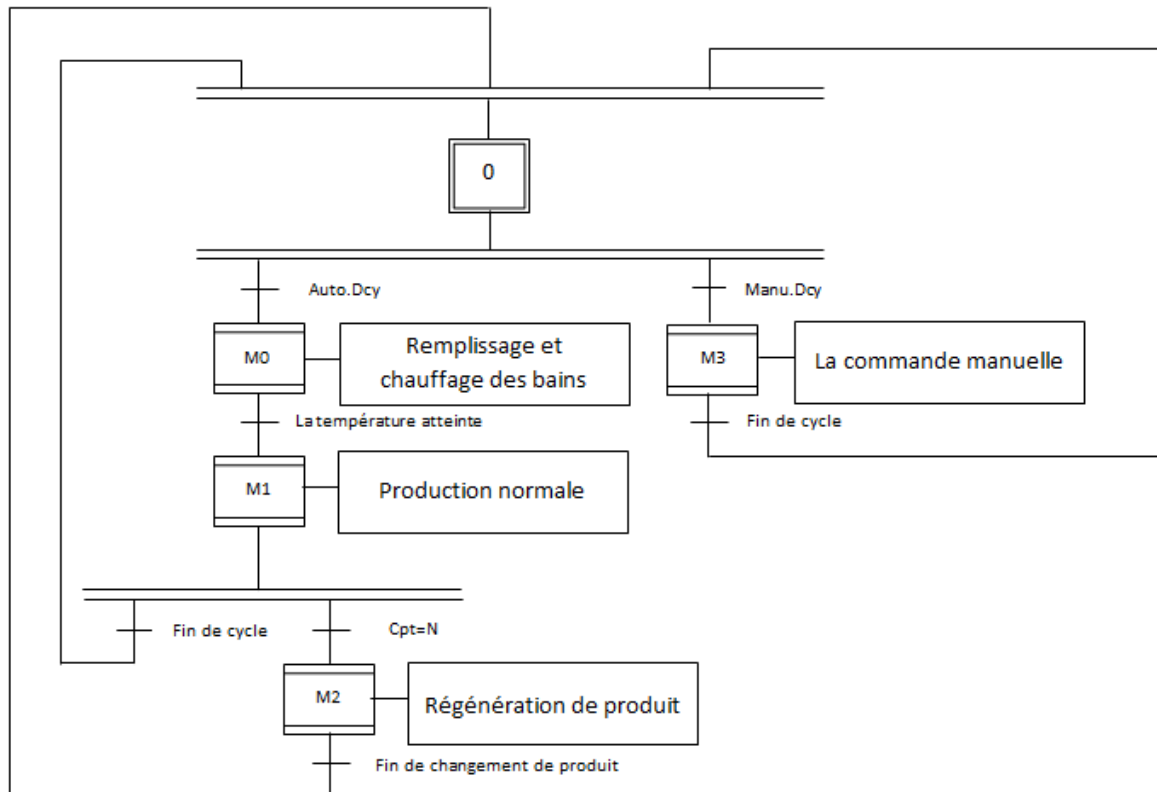 0
Auto.Dcy
Manu.Dcy
M0
Remplissage et
chauffage des bains
M3
La commande manuelle
La température atteinte
Fin de cycle
M1
Production normale
Fin de cycle
Cpt=N
M2
Régénération de produit
Fin de changement de produit